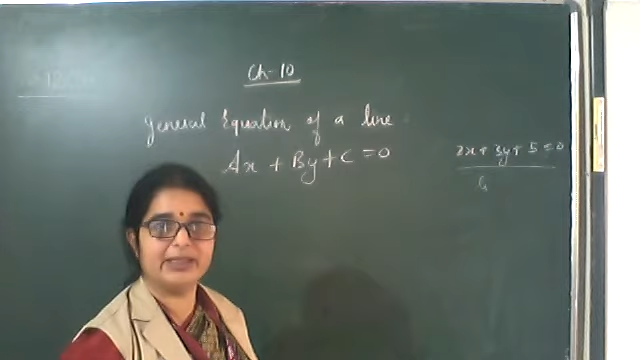 Ch-10
General Equation of a line
Ax + By + C = 0
2x + 3y + 5 = 0